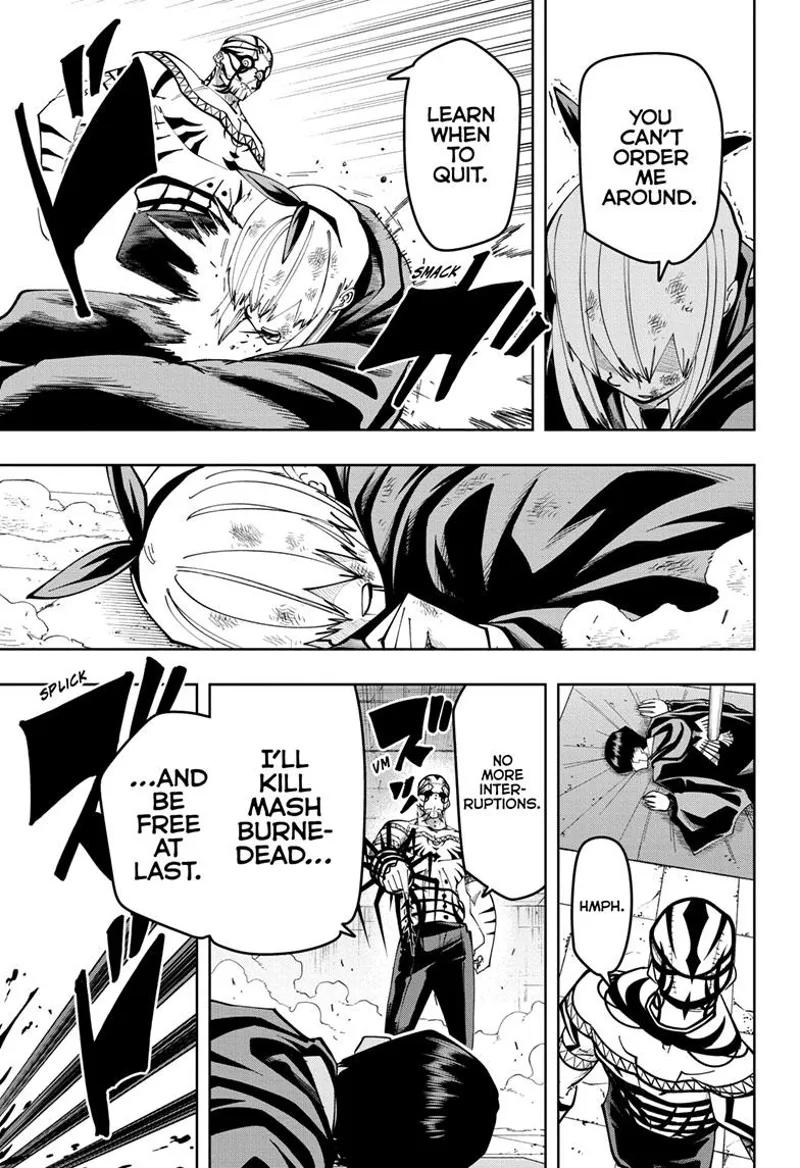 YOU
CAN'T
ORDER
ME
AROUND.
LEARN
WHEN
TO
QUIT.
SMACK
HMPH.
NO
MORE
INTER-
RUPTIONS.
VM
I'LL
KILL
MASH
BURNE-
DEAD...
...AND
BE
FREE
AT
LAST.
SPLICK